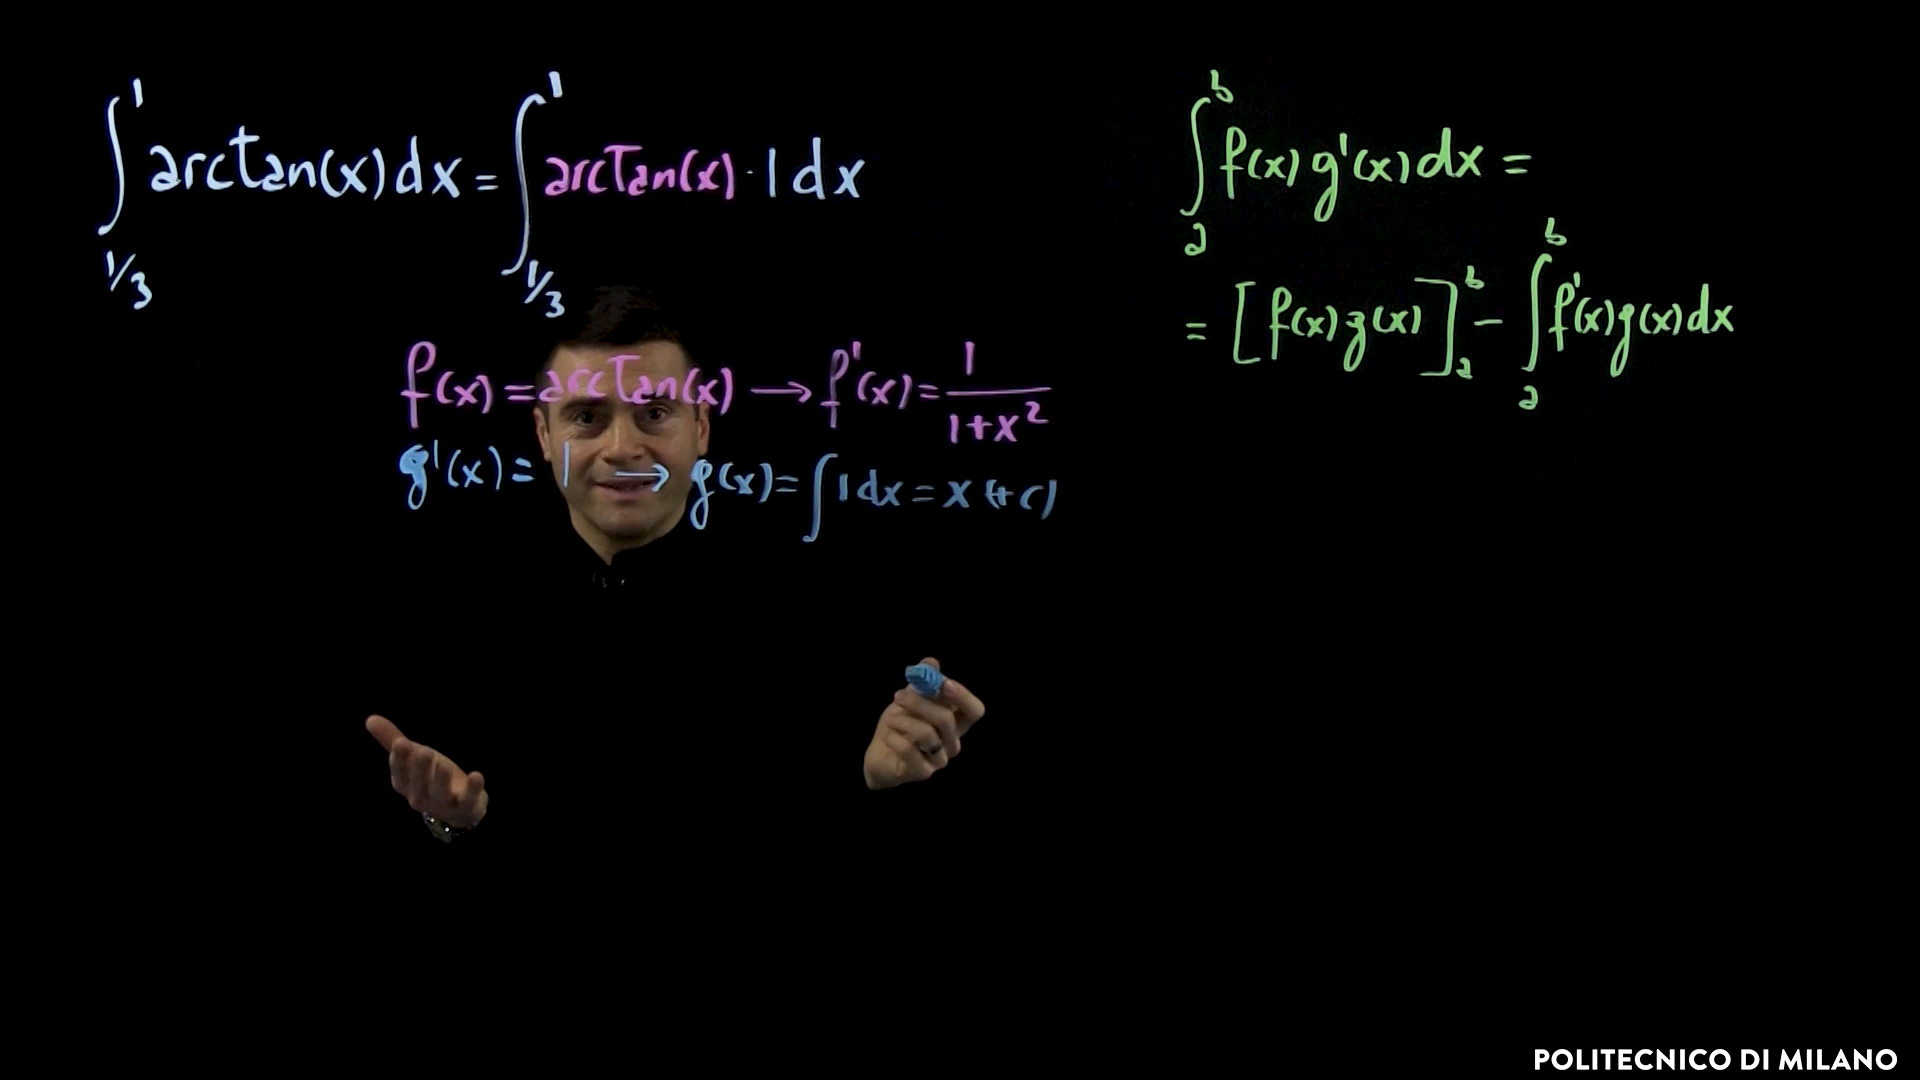 ∫_{1/3}^{1} arctan(x) dx = ∫_{1/3}^{1} arctan(x) · 1 dx
f(x) = arctan(x) → f'(x) = 1/(1+x²)
g'(x) = 1 → g(x) = ∫ 1 dx = x (+c)
∫_a^b f(x) g'(x) dx =
= [f(x) g(x)]_a^b - ∫_a^b f'(x) g(x) dx
POLITECNICO DI MILANO